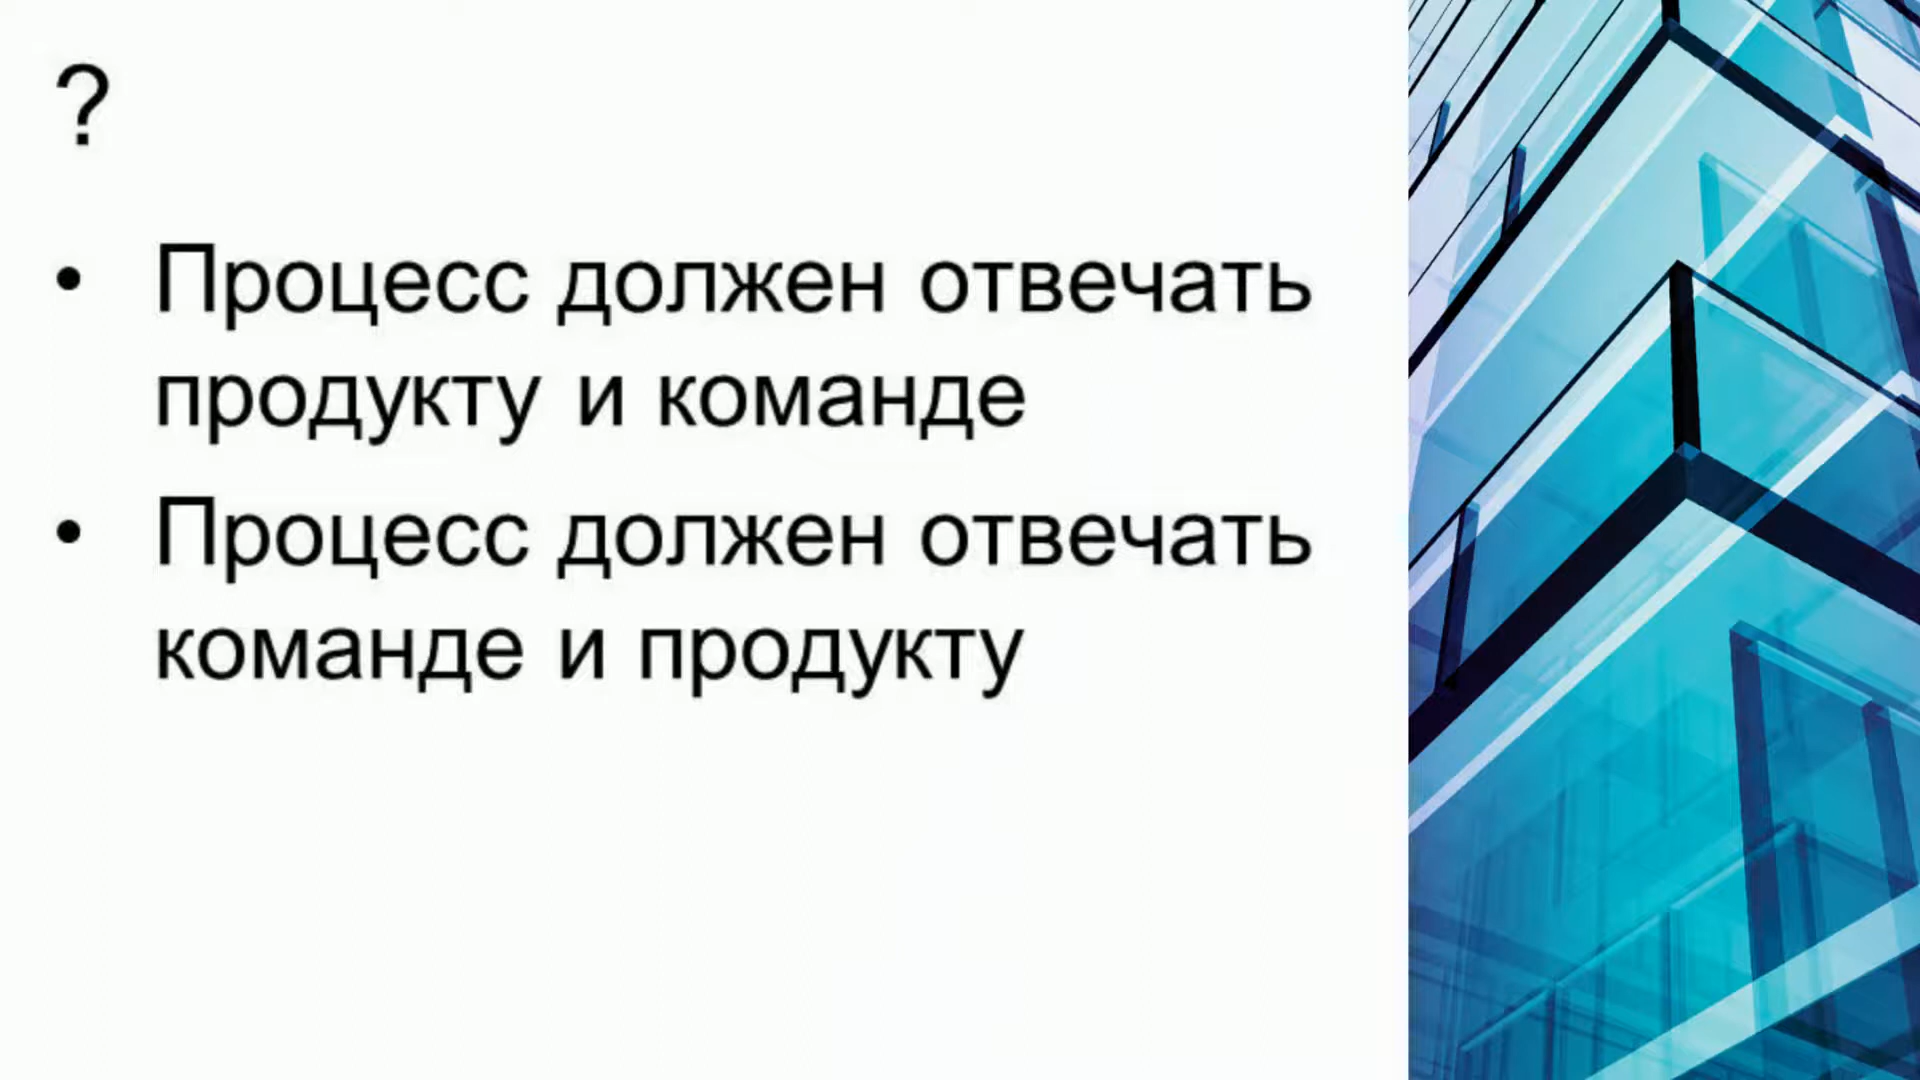 ?
• Процесс должен отвечать
продукту и команде
• Процесс должен отвечать
команде и продукту